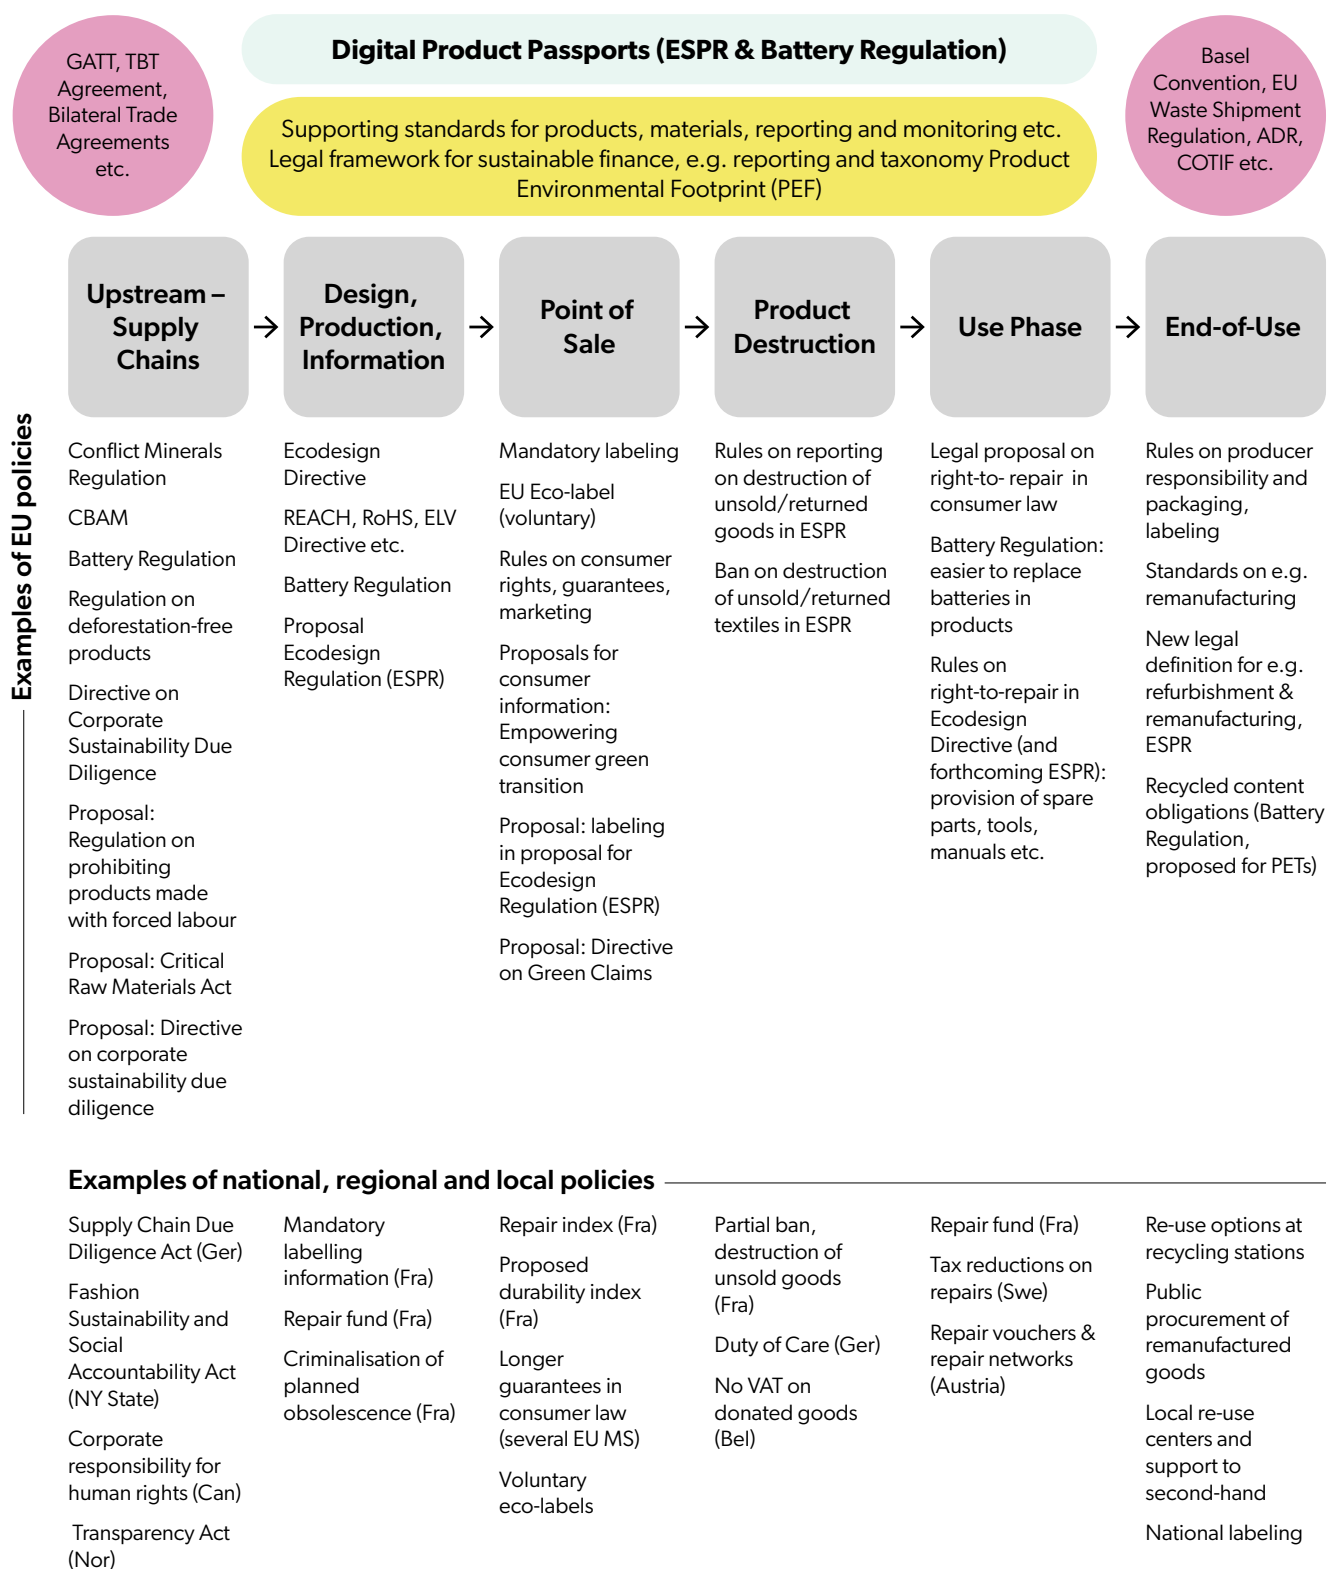 GATT, TBT
Agreement,
Bilateral Trade
Agreements
etc.
Digital Product Passports (ESPR & Battery Regulation)
Supporting standards for products, materials, reporting and monitoring etc.
Legal framework for sustainable finance, e.g. reporting and taxonomy Product
Environmental Footprint (PEF)
Basel
Convention, EU
Waste Shipment
Regulation, ADR,
COTIF etc.
Upstream –
Supply
Chains
Design,
Production,
Information
Point of
Sale
Product
Destruction
Use Phase
End-of-Use
Examples of EU policies
Conflict Minerals
Regulation
CBAM
Battery Regulation
Regulation on
deforestation-free
products
Directive on
Corporate
Sustainability Due
Diligence
Proposal:
Regulation on
prohibiting
products made
with forced labour
Proposal: Critical
Raw Materials Act
Proposal: Directive
on corporate
sustainability due
diligence
Ecodesign
Directive
REACH, RoHS, ELV
Directive etc.
Battery Regulation
Proposal
Ecodesign
Regulation (ESPR)
Mandatory labeling
EU Eco-label
(voluntary)
Rules on consumer
rights, guarantees,
marketing
Proposals for
consumer
information:
Empowering
consumer green
transition
Proposal: labeling
in proposal for
Ecodesign
Regulation (ESPR)
Proposal: Directive
on Green Claims
Rules on reporting
on destruction of
unsold/returned
goods in ESPR
Ban on destruction
of unsold/returned
textiles in ESPR
Legal proposal on
right-to- repair in
consumer law
Battery Regulation:
easier to replace
batteries in
products
Rules on
right-to-repair in
Ecodesign
Directive (and
forthcoming ESPR):
provision of spare
parts, tools,
manuals etc.
Rules on producer
responsibility and
packaging,
labeling
Standards on e.g.
remanufacturing
New legal
definition for e.g.
refurbishment &
remanufacturing,
ESPR
Recycled content
obligations (Battery
Regulation,
proposed for PETs)
Examples of national, regional and local policies
Supply Chain Due
Diligence Act (Ger)
Fashion
Sustainability and
Social
Accountability Act
(NY State)
Corporate
responsibility for
human rights (Can)
Transparency Act
(Nor)
Mandatory
labelling
information (Fra)
Repair fund (Fra)
Criminalisation of
planned
obsolescence (Fra)
Repair index (Fra)
Proposed
durability index
(Fra)
Longer
guarantees in
consumer law
(several EU MS)
Voluntary
eco-labels
Partial ban,
destruction of
unsold goods
(Fra)
Duty of Care (Ger)
No VAT on
donated goods
(Bel)
Repair fund (Fra)
Tax reductions on
repairs (Swe)
Repair vouchers &
repair networks
(Austria)
Re-use options at
recycling stations
Public
procurement of
remanufactured
goods
Local re-use
centers and
support to
second-hand
National labeling